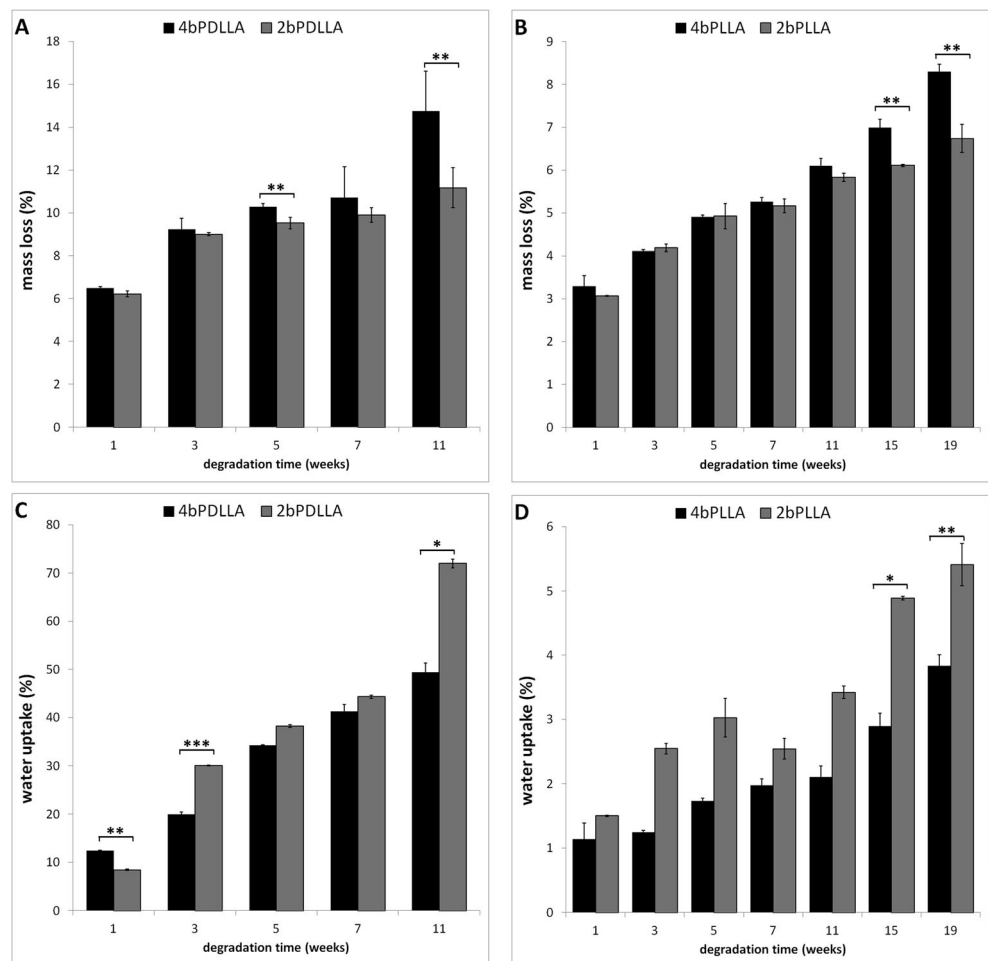 A
4bPDLLA 2bPDLLA
mass loss (%)
18
16
14
12
10
8
6
4
2
0
**
**
1 3 5 7 11
degradation time (weeks)
B
4bPLLA 2bPLLA
mass loss (%)
9
8
7
6
5
4
3
2
1
0
**
**
1 3 5 7 11 15 19
degradation time (weeks)
C
4bPDLLA 2bPDLLA
water uptake (%)
80
70
60
50
40
30
20
10
0
**
***
*
1 3 5 7 11
degradation time (weeks)
D
4bPLLA 2bPLLA
water uptake (%)
6
5
4
3
2
1
0
*
**
1 3 5 7 11 15 19
degradation time (weeks)